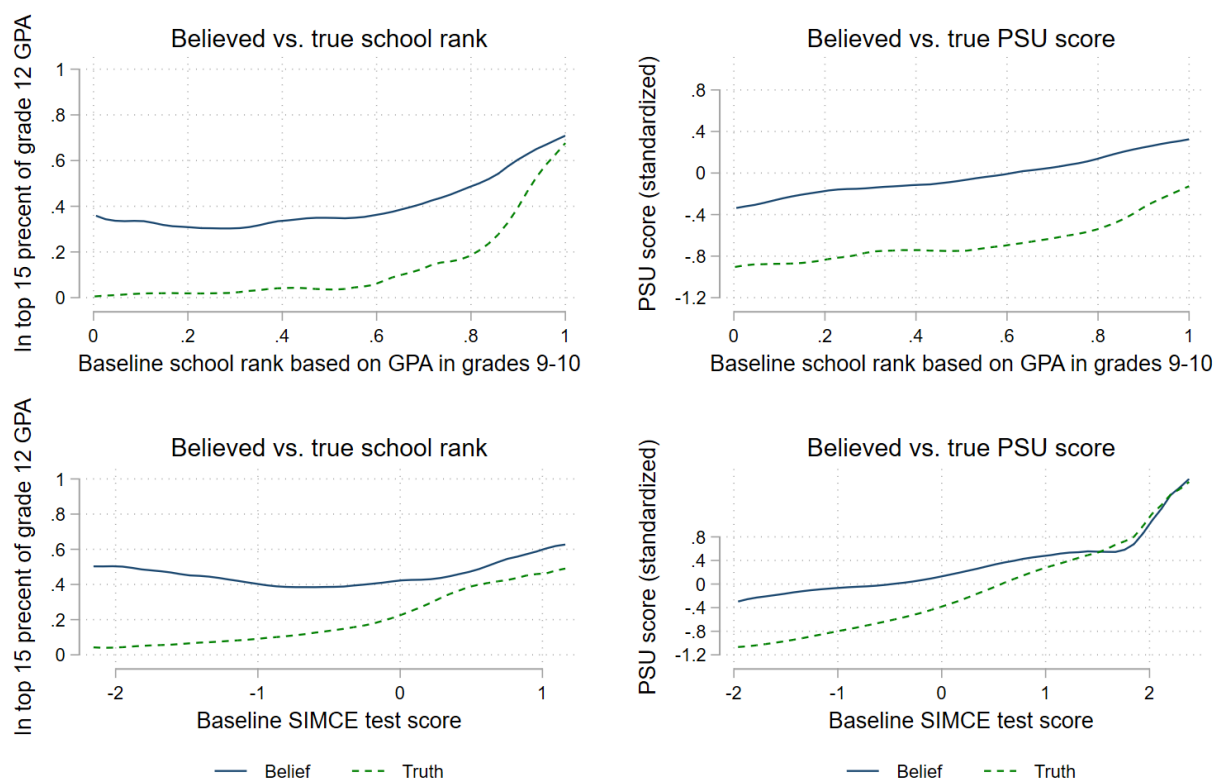 Believed vs. true school rank
In top 15 precent of grade 12 GPA
1
.8
.6
.4
.2
0
0 .2 .4 .6 .8 1
Baseline school rank based on GPA in grades 9-10
Believed vs. true PSU score
PSU score (standardized)
.8
.4
0
-.4
-.8
-1.2
0 .2 .4 .6 .8 1
Baseline school rank based on GPA in grades 9-10
Believed vs. true school rank
In top 15 precent of grade 12 GPA
1
.8
.6
.4
.2
0
-2 -1 0 1
Baseline SIMCE test score
Belief Truth
Believed vs. true PSU score
PSU score (standardized)
.8
.4
0
-.4
-.8
-1.2
-2 -1 0 1 2
Baseline SIMCE test score
Belief Truth